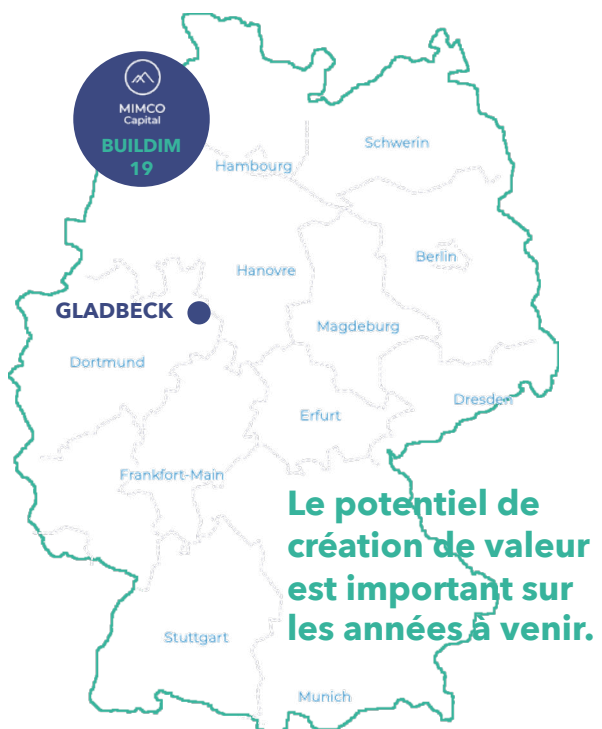 MIMCO
Capital
BUILDIM
19
Schwerin
Hambourg
Berlin
Hanovre
GLADBECK
Magdeburg
Dortmund
Dresden
Erfurt
Frankfort-Main
Le potentiel de
création de valeur
est important sur
les années à venir.
Stuttgart
Munich